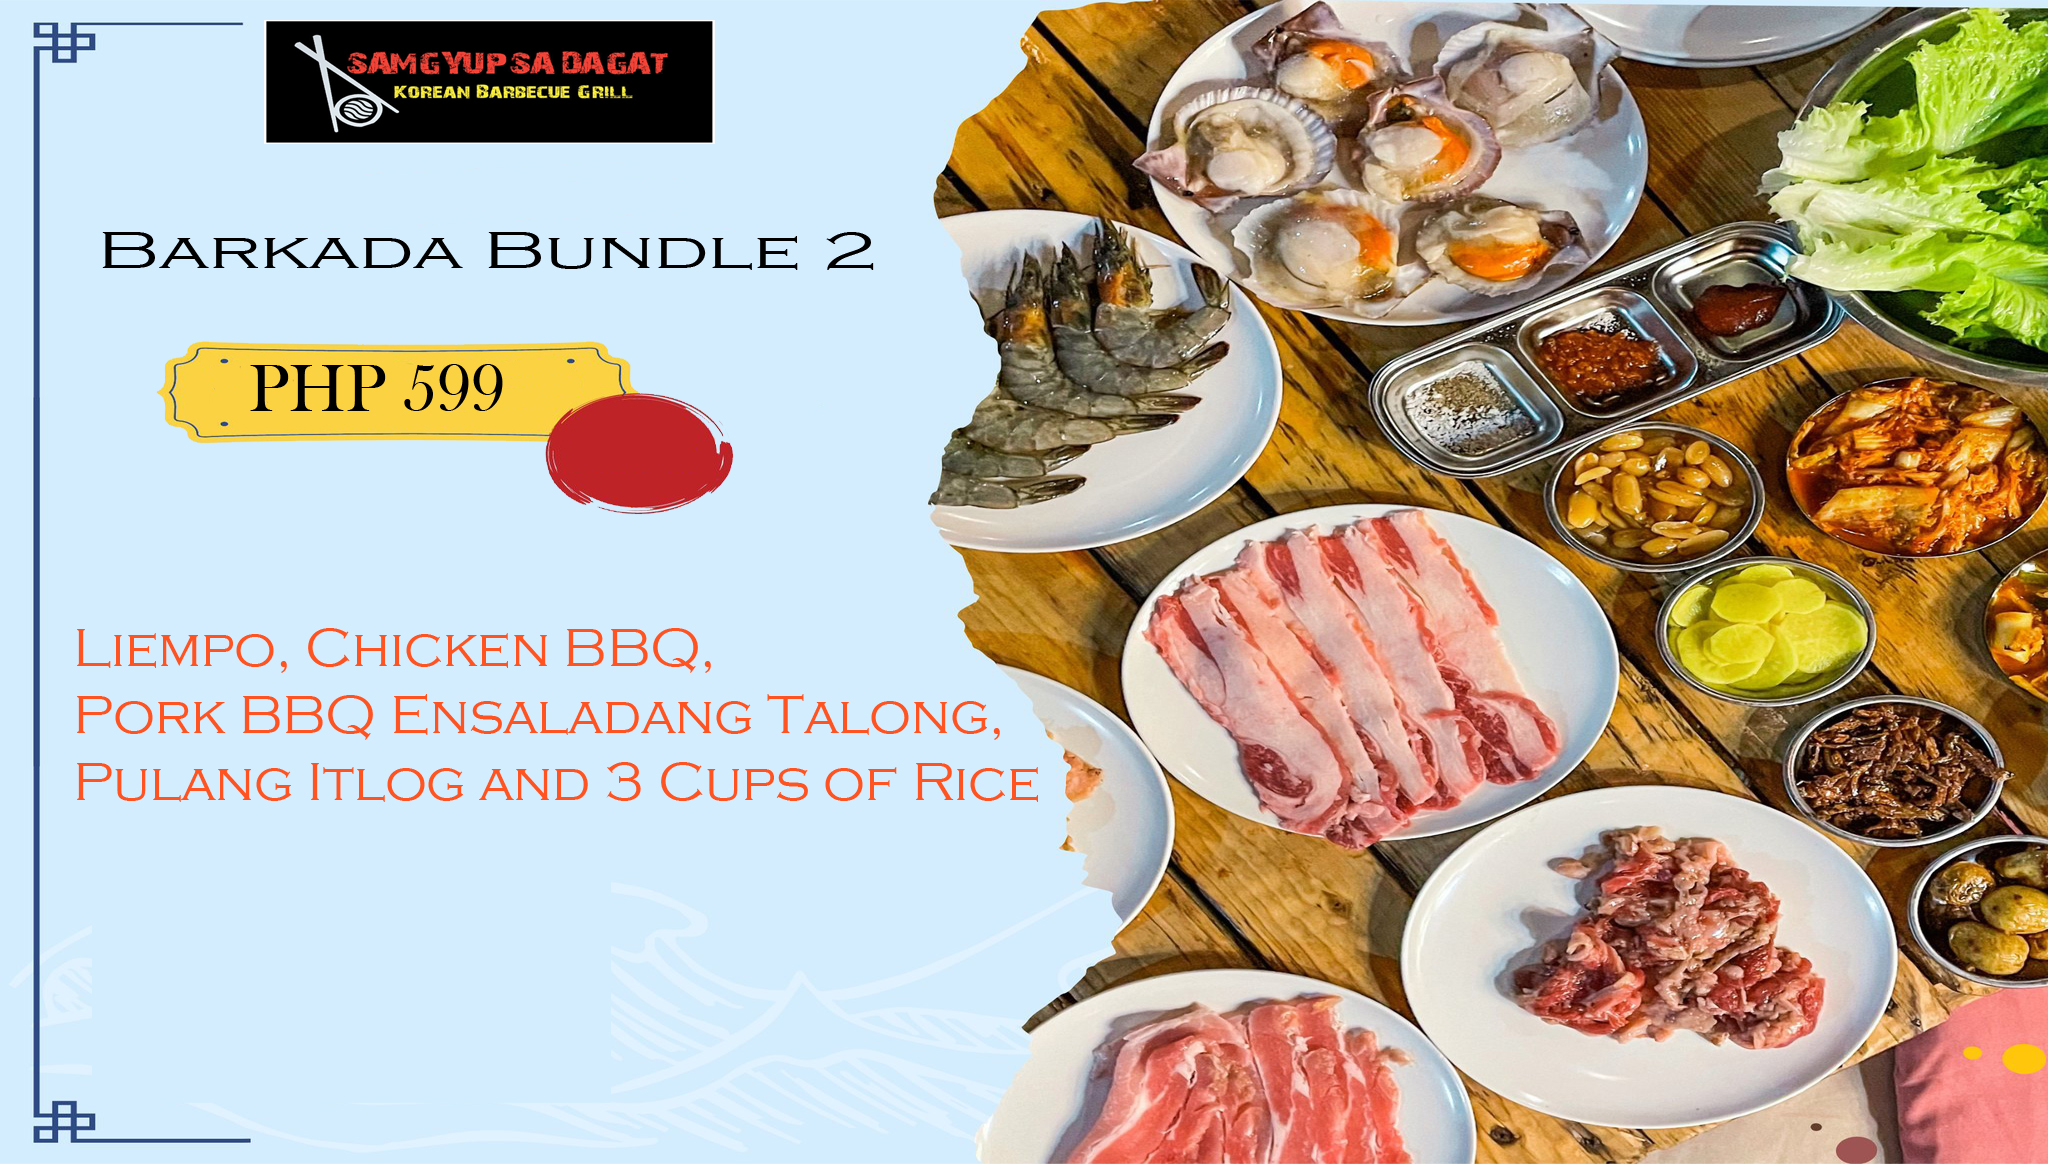 SAMGYUP SA DAGAT
KOREAN BARBECUE GRILL
BARKADA BUNDLE 2
PHP 599
LIEMPO, CHICKEN BBQ,
PORK BBQ ENSALADANG TALONG,
PULANG ITLOG AND 3 CUPS OF RICE